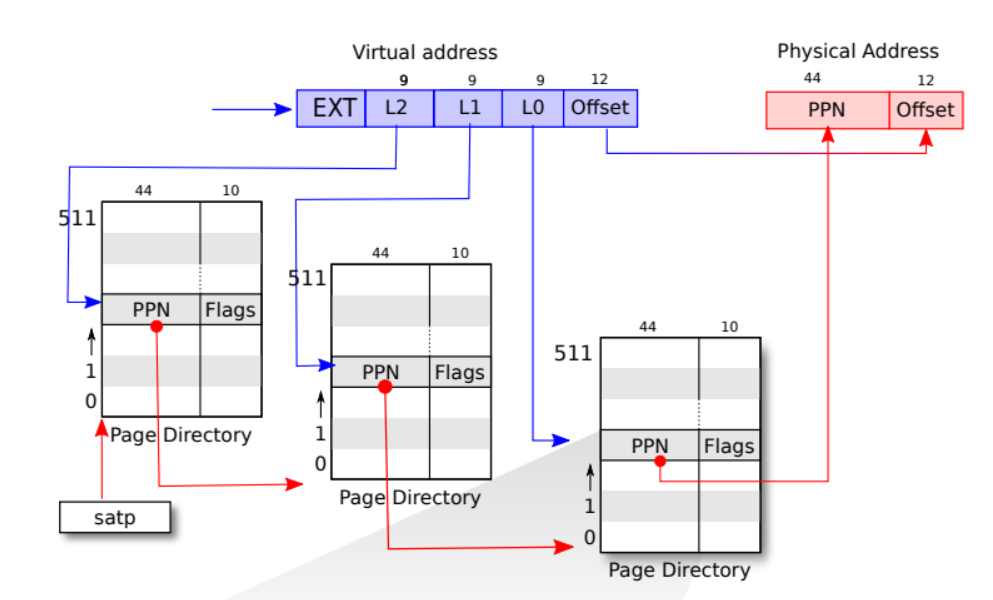 Virtual address
Physical Address
9 9 9 12
44 12
EXT L2 L1 L0 Offset
PPN Offset
44 10
511
PPN Flags
1
0
Page Directory
satp
44 10
511
PPN Flags
1
0
Page Directory
44 10
511
PPN Flags
1
0
Page Directory